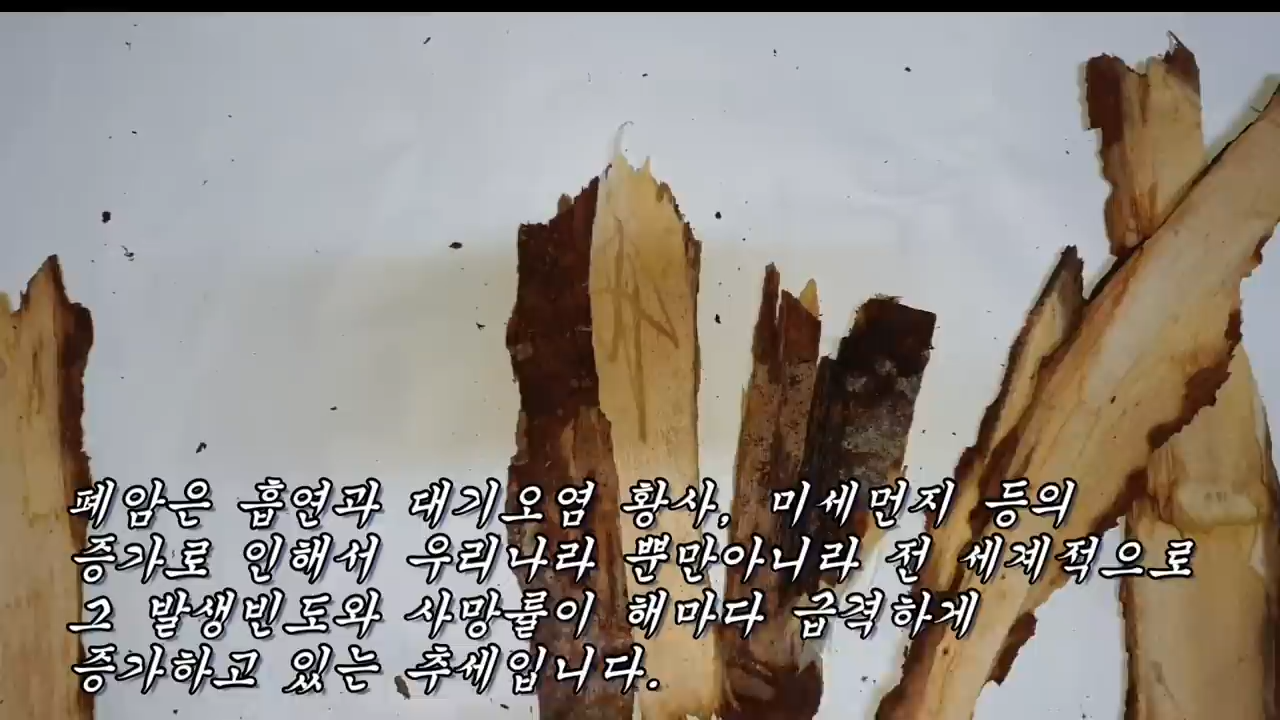 폐암은 흡연과 대기오염 황사, 미세먼지 등의
증가로 인해서 우리나라 뿐만아니라 전 세계적으로
그 발생빈도와 사망률이 해마다 급격하게
증가하고 있는 추세입니다.